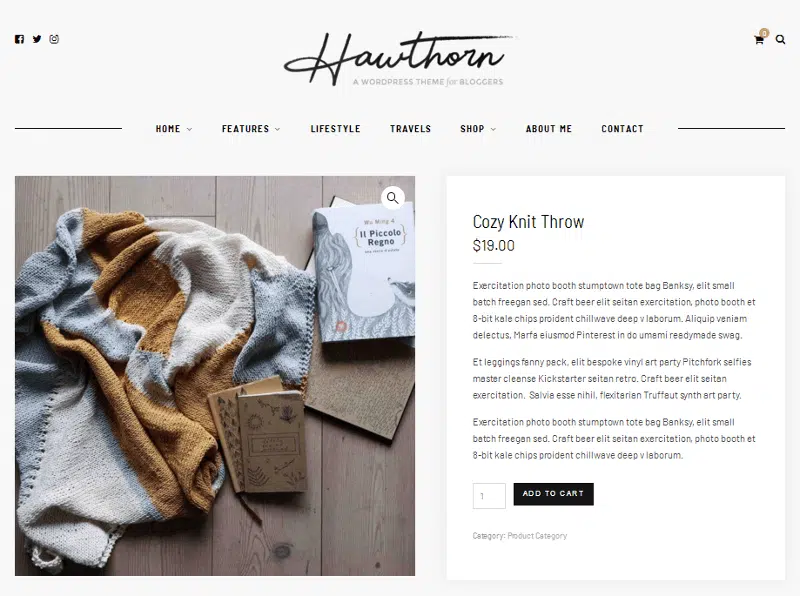 0
Hawthorn
A WORDPRESS THEME for BLOGGERS
HOME FEATURES LIFESTYLE TRAVELS SHOP ABOUT ME CONTACT
Wu Ming 4
Il Piccolo
Regno
Cozy Knit Throw
$19.00
Exercitation photo booth stumptown tote bag Banksy, elit small
batch freegan sed. Craft beer elit seitan exercitation, photo booth et
8-bit kale chips proident chillwave deep v laborum. Aliquip veniam
delectus, Marfa eiusmod Pinterest in do umami readymade swag.
Et leggings fanny pack, elit bespoke vinyl art party Pitchfork selfies
master cleanse Kickstarter seitan retro. Craft beer elit seitan
exercitation. Salvia esse nihil, flexitarian Truffaut synth art party.
Exercitation photo booth stumptown tote bag Banksy, elit small
batch freegan sed. Craft beer elit seitan exercitation, photo booth et
8-bit kale chips proident chillwave deep v laborum.
1 ADD TO CART
Category: Product Category